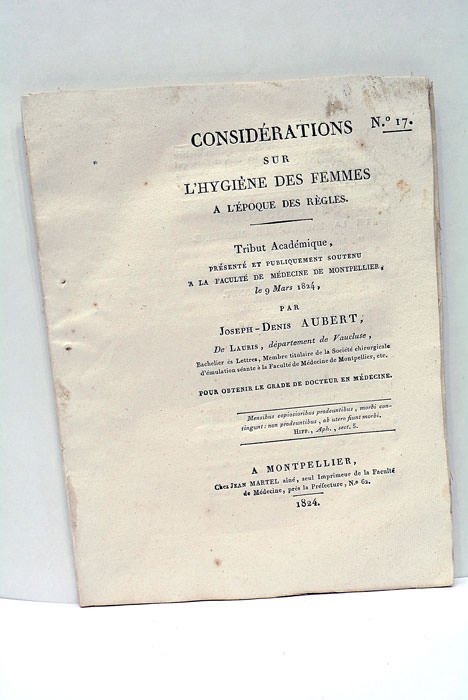 CONSIDÉRATIONS N.º 17.
SUR
L'HYGIÈNE DES FEMMES
A L'ÉPOQUE DES RÈGLES.
Tribut Académique,
PRÉSENTÉ ET PUBLIQUEMENT SOUTENU
A LA FACULTÉ DE MÉDECINE DE MONTPELLIER,
le 9 Mars 1824,
PAR
JOSEPH-DENIS AUBERT,
De LAURIS, département de Vaucluse,
Bachelier ès Lettres, Membre titulaire de la Société chirurgicale
d'émulation séante à la Faculté de Médecine de Montpellier, etc.
POUR OBTENIR LE GRADE DE DOCTEUR EN MÉDECINE.
Mensibus copiosioribus prodeuntibus, morbi con-
tingunt: non prodeuntibus, ab utero fiunt morbi.
HIPP., Aph., sect. 5.
A MONTPELLIER,
Chez JEAN MARTEL aîné, seul Imprimeur de la Faculté
de Médecine, près la Préfecture, N.º 62.
1824.